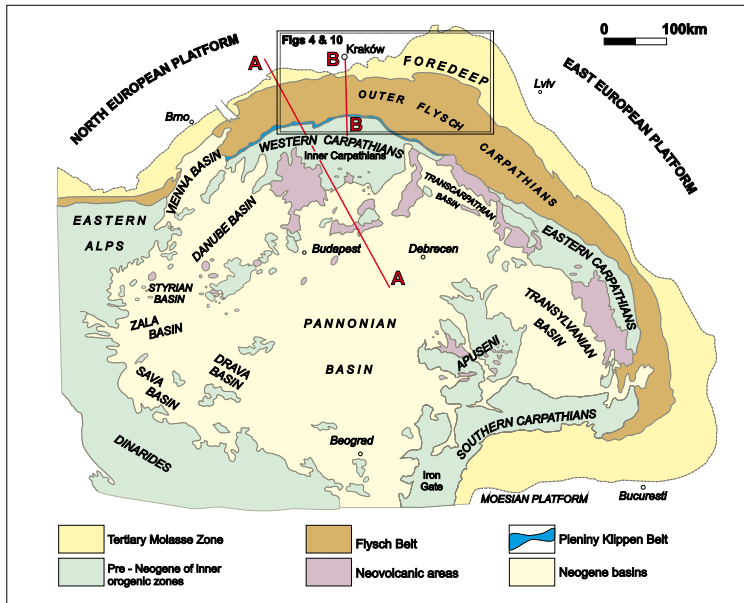 Figs 4 & 10
Kraków
0 100km
A
B
FOREDEEP
NORTH EUROPEAN PLATFORM
EAST EUROPEAN PLATFORM
Lviv
Brno
OUTER FLYSCH
CARPATHIANS
B
WESTERN CARPATHIANS
Inner Carpathians
VIENNA BASIN
TRANSCARPATHIAN
BASIN
EASTERN
ALPS
DANUBE BASIN
EASTERN CARPATHIANS
Budapest
Debrecen
A
STYRIAN
BASIN
TRANSYLVANIAN
BASIN
ZALA
BASIN
PANNONIAN
BASIN
APUSENI
DRAVA
BASIN
SAVA
BASIN
SOUTHERN CARPATHIANS
Beograd
DINARIDES
Iron
Gate
MOESIAN PLATFORM
Bucuresti
Tertiary Molasse Zone
Flysch Belt
Pieniny Klippen Belt
Pre - Neogene of inner
orogenic zones
Neovolcanic areas
Neogene basins